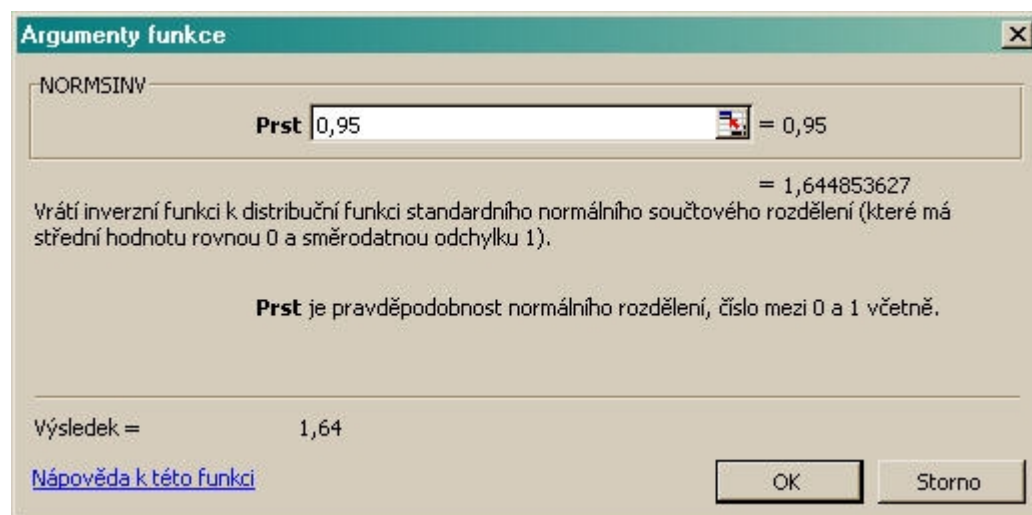 Argumenty funkce
NORMSINV
Prst 0,95 = 0,95
= 1,644853627
Vrátí inverzní funkci k distribuční funkci standardního normálního součtového rozdělení (které má
střední hodnotu rovnou 0 a směrodatnou odchylku 1).
Prst je pravděpodobnost normálního rozdělení, číslo mezi 0 a 1 včetně.
Výsledek = 1,64
Nápověda k této funkci OK Storno